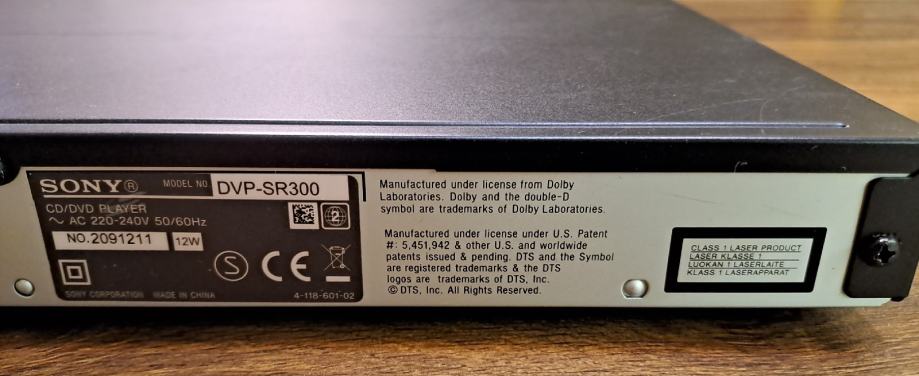 SONY®
MODEL NO. DVP-SR300
CD/DVD PLAYER
~ AC 220-240V 50/60Hz
2
NO.2091211 12W
S CE
SONY CORPORATION MADE IN CHINA 4-118-601-02
Manufactured under license from Dolby
Laboratories. Dolby and the double-D
symbol are trademarks of Dolby Laboratories.
Manufactured under license under U.S. Patent
#: 5,451,942 & other U.S. and worldwide
patents issued & pending. DTS and the Symbol
are registered trademarks & the DTS
logos are trademarks of DTS, Inc.
© DTS, Inc. All Rights Reserved.
CLASS 1 LASER PRODUCT
LASER KLASSE 1
LUOKAN 1 LASERLAITE
KLASS 1 LASERAPPARAT